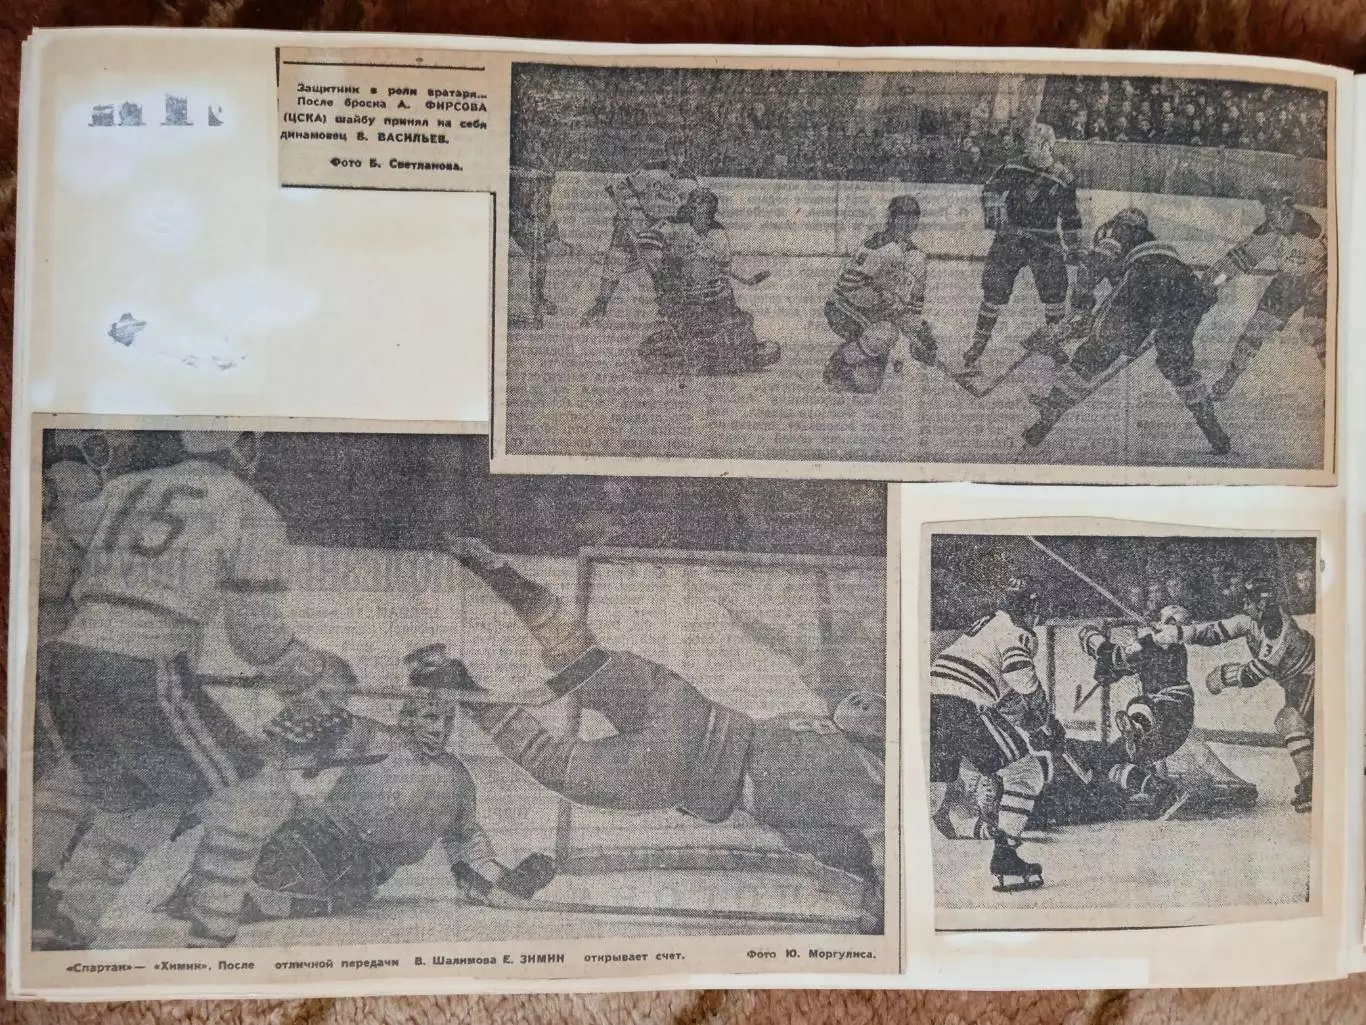 Защитник в роли вратаря...
После броска А. ФИРСОВА
(ЦСКА) шайбу принял на себя
динамовец В. ВАСИЛЬЕВ.
Фото Б. Светланова.
15
«Спартак» — «Химик». После отличной передачи В. Шалимова Е. ЗИМИН открывает счет. Фото Ю. Моргулиса.